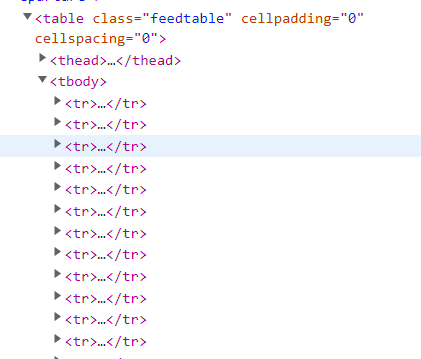 <table class="feedtable" cellpadding="0"
cellspacing="0">
<thead>…</thead>
<tbody>
<tr>…</tr>
<tr>…</tr>
<tr>…</tr>
<tr>…</tr>
<tr>…</tr>
<tr>…</tr>
<tr>…</tr>
<tr>…</tr>
<tr>…</tr>
<tr>…</tr>
<tr>…</tr>
<tr>…</tr>